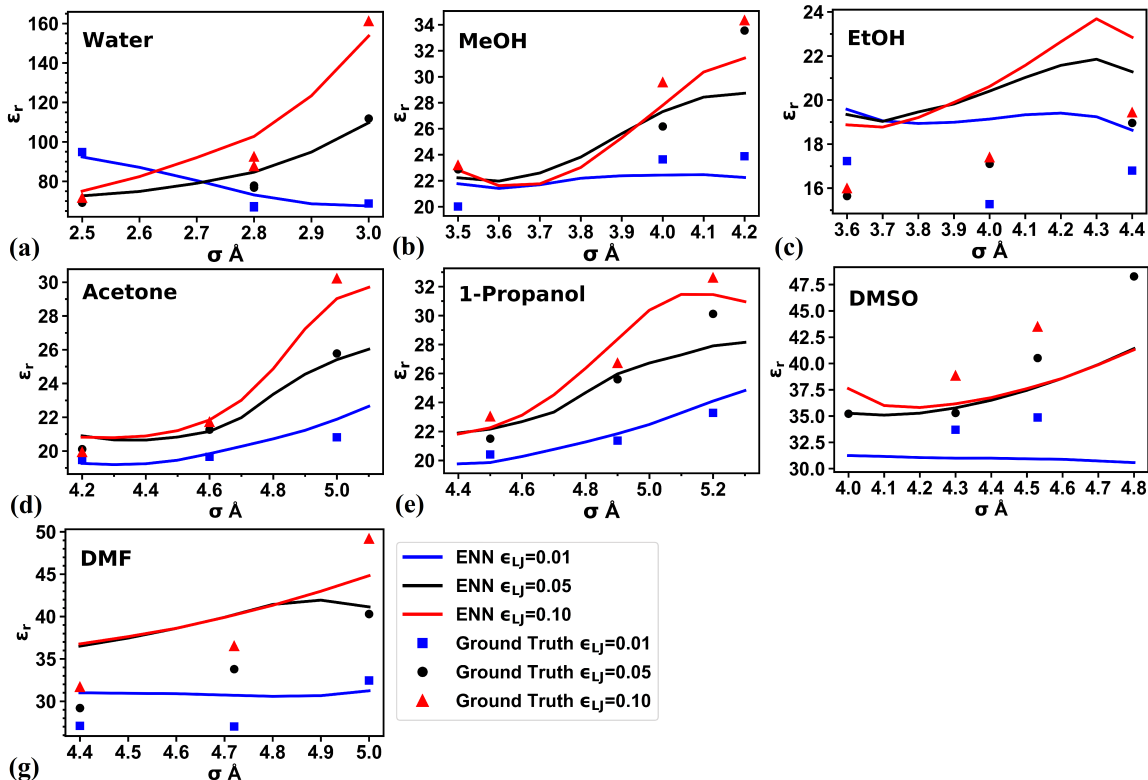 160
140
120
100
80
60
εr
Water
2.5 2.6 2.7 2.8 2.9 3.0
σ Å
(a)
36
34
32
30
28
26
24
22
20
εr
MeOH
3.5 3.6 3.7 3.8 3.9 4.0 4.1 4.2
σ Å
(b)
24
22
20
18
16
εr
EtOH
3.6 3.7 3.8 3.9 4.0 4.1 4.2 4.3 4.4
σ Å
(c)
30
28
26
24
22
20
εr
Acetone
4.2 4.4 4.6 4.8 5.0
σ Å
(d)
32
30
28
26
24
22
20
εr
1-Propanol
4.4 4.6 4.8 5.0 5.2
σ Å
(e)
47.5
45.0
42.5
40.0
37.5
35.0
32.5
30.0
εr
DMSO
4.0 4.1 4.2 4.3 4.4 4.5 4.6 4.7 4.8
σ Å
50
45
40
35
30
εr
DMF
4.4 4.5 4.6 4.7 4.8 4.9 5.0
σ Å
(g)
ENN ϵLJ=0.01
ENN ϵLJ=0.05
ENN ϵLJ=0.10
Ground Truth ϵLJ=0.01
Ground Truth ϵLJ=0.05
Ground Truth ϵLJ=0.10